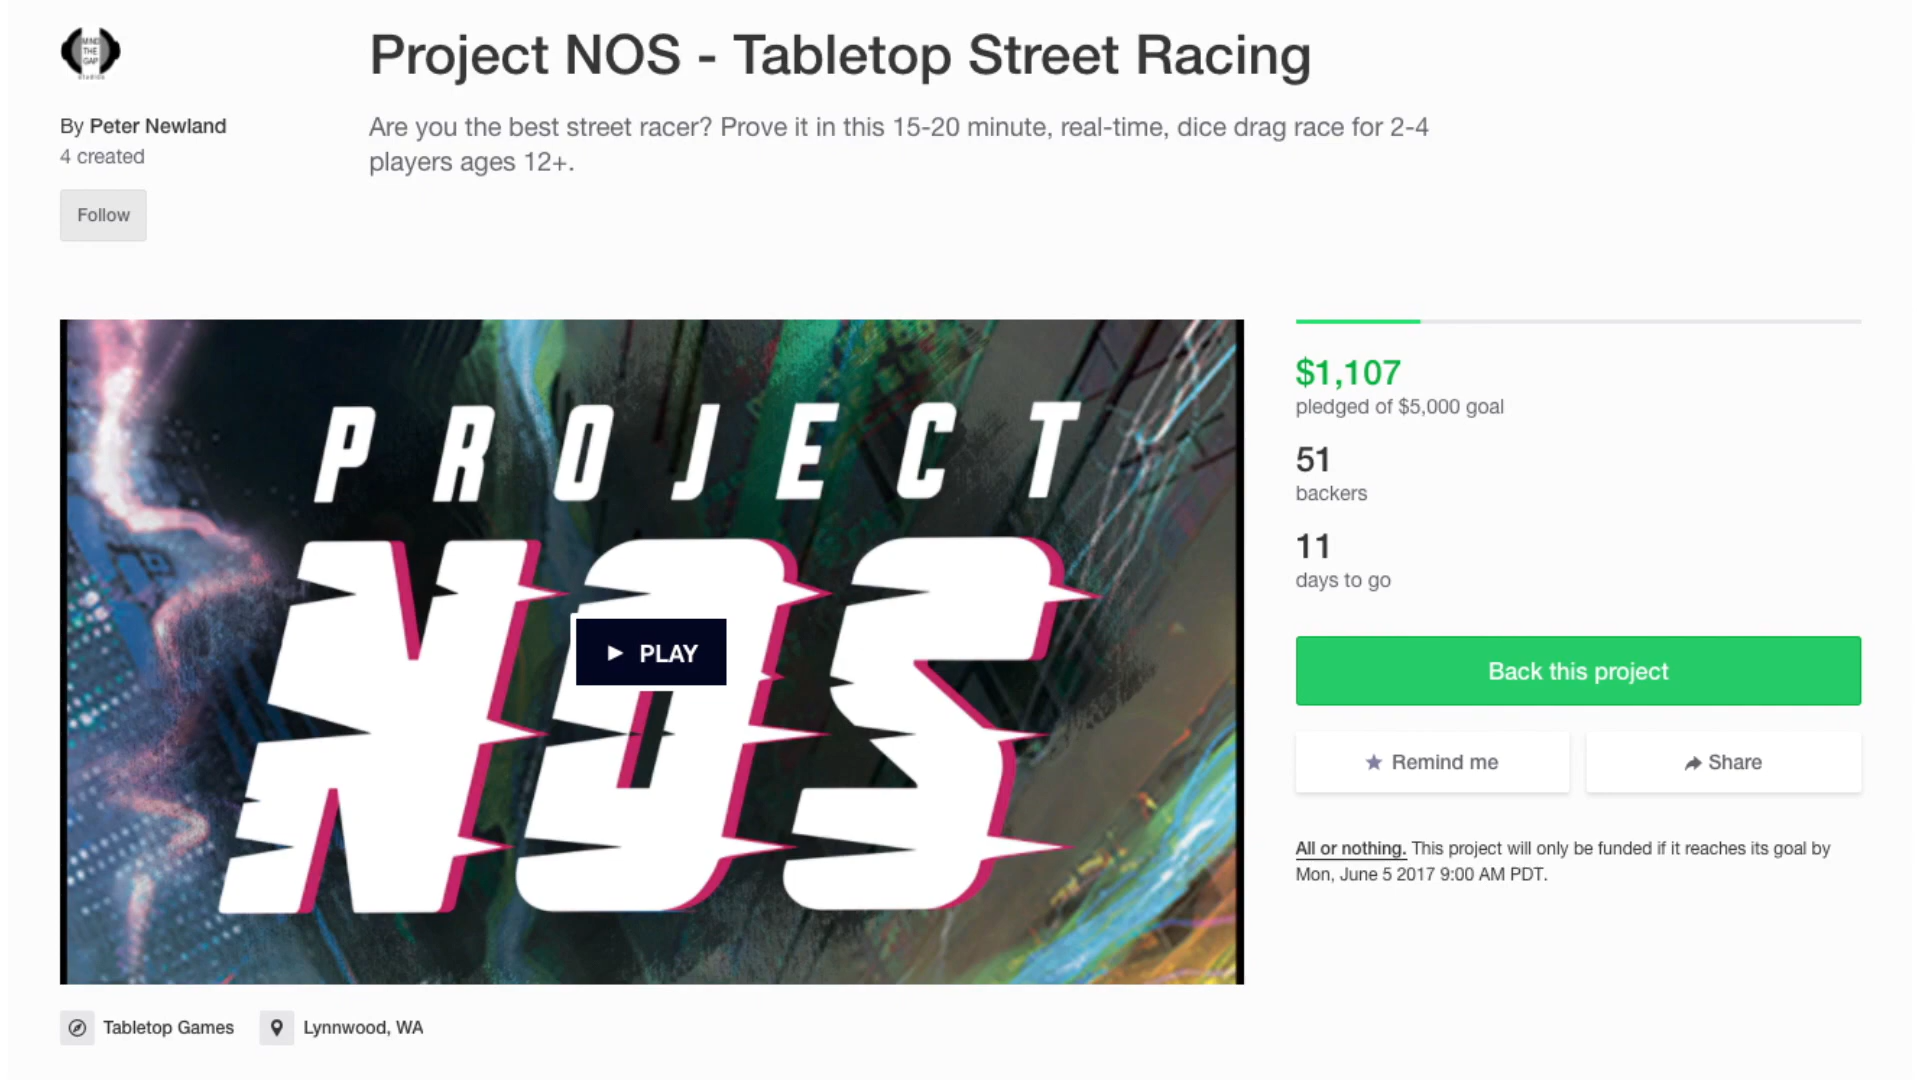 MIND
THE
GAP
studios
Project NOS - Tabletop Street Racing
By Peter Newland
4 created
Are you the best street racer? Prove it in this 15-20 minute, real-time, dice drag race for 2-4
players ages 12+.
Follow
PROJECT
NOS
PLAY
$1,107
pledged of $5,000 goal
51
backers
11
days to go
Back this project
Remind me
Share
All or nothing. This project will only be funded if it reaches its goal by
Mon, June 5 2017 9:00 AM PDT.
Tabletop Games
Lynnwood, WA